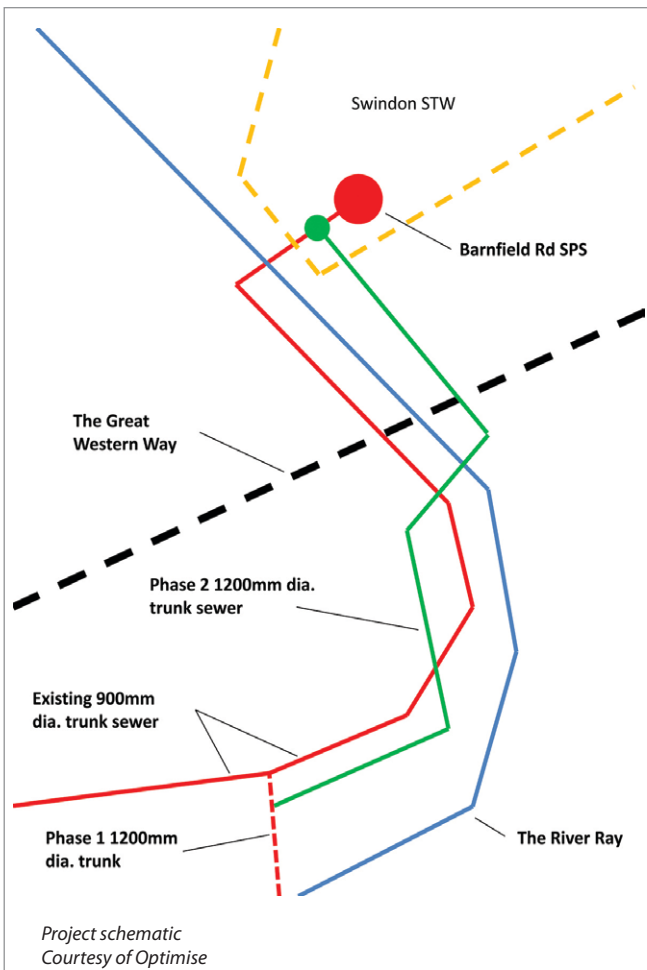 Swindon STW
Barnfield Rd SPS
The Great
Western Way
Phase 2 1200mm dia.
trunk sewer
Existing 900mm
dia. trunk sewer
Phase 1 1200mm
dia. trunk
The River Ray
Project schematic
Courtesy of Optimise